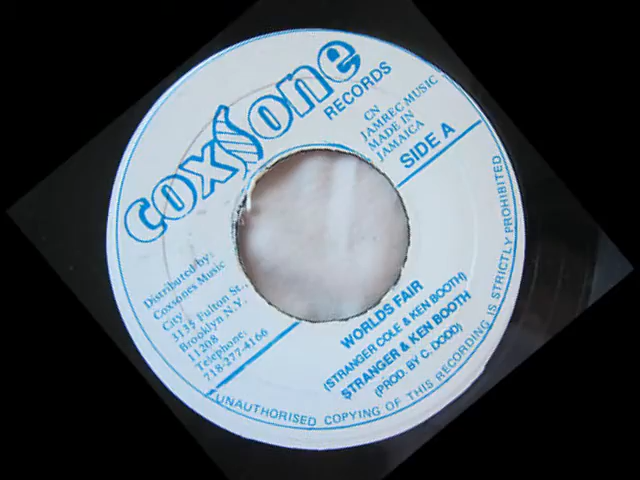 coxsone
RECORDS
CN
JAMREC MUSIC
MADE IN
JAMAICA
SIDE A
Distributed by:
Coxsones Music
City
3135 Fulton St.,
Brooklyn N.Y.
11208
Telephone:
718-277-4166
WORLDS FAIR
(STRANGER COLE & KEN BOOTH)
STRANGER & KEN BOOTH
(PROD. BY C. DODD)
UNAUTHORISED COPYING OF THIS RECORDING IS STRICTLY PROHIBITED